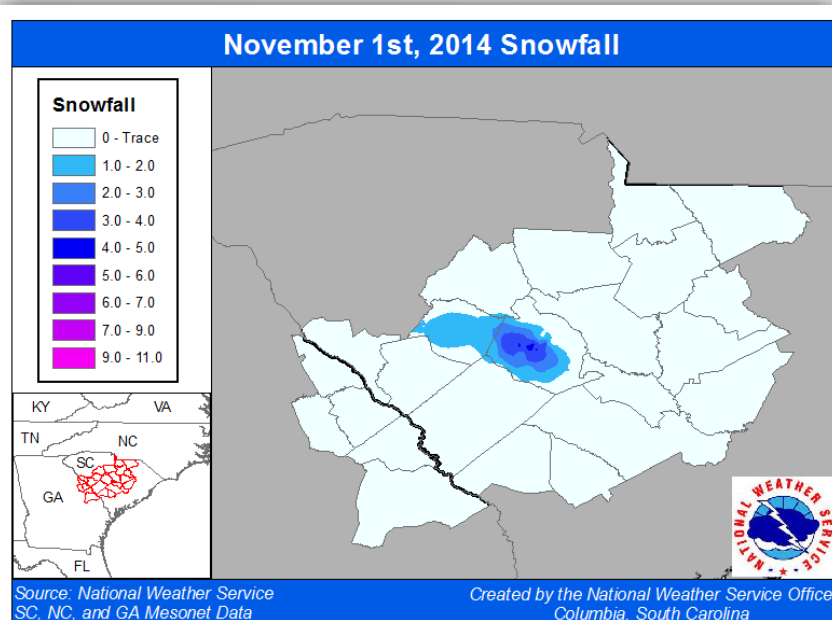 November 1st, 2014 Snowfall
Snowfall
0 - Trace
1.0 - 2.0
2.0 - 3.0
3.0 - 4.0
4.0 - 5.0
5.0 - 6.0
6.0 - 7.0
7.0 - 9.0
9.0 - 11.0
KY
VA
TN
NC
SC
GA
FL
NATIONAL WEATHER SERVICE
Source: National Weather Service
SC, NC, and GA Mesonet Data
Created by the National Weather Service Office
Columbia, South Carolina